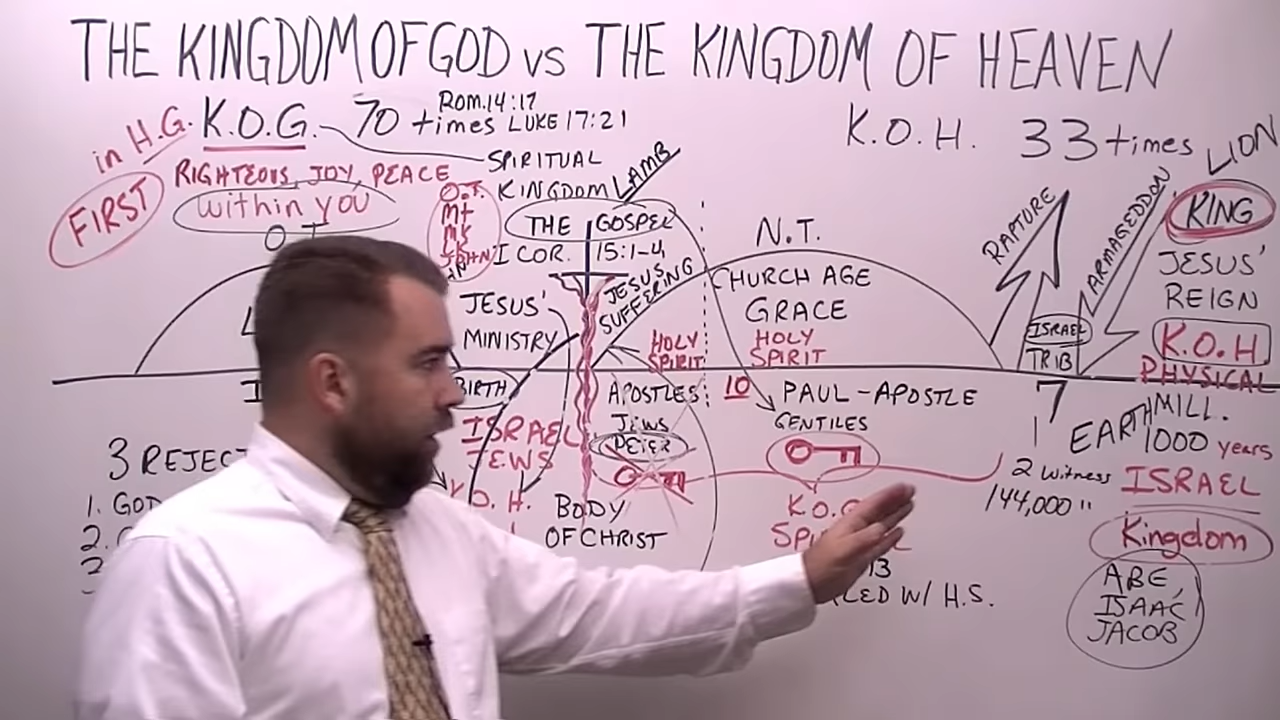 THE KINGDOM OF GOD vs THE KINGDOM OF HEAVEN
in H.G. K.O.G. 70 times
Rom. 14:17
LUKE 17:21
K.O.H. 33 times
SPIRITUAL
KINGDOM
LAMB
LION
FIRST
RIGHTEOUS, JOY, PEACE
within you
O.T.
Mt
Mk
JOHN
THE GOSPEL
I COR. 15:1-4
JESUS'
SUFFERING
JESUS'
MINISTRY
HOLY
SPIRIT
N.T.
CHURCH AGE
GRACE
HOLY
SPIRIT
RAPTURE
ARMAGEDDON
KING
JESUS'
REIGN
K.O.H.
PHYSICAL
ISRAEL
TRIB
7
BIRTH
ISRAEL
JEWS
O.H.
APOSTLES
JEWS
PETER
BODY
OF CHRIST
10
PAUL - APOSTLE
GENTILES
K.O.
W/ H.S.
3 REJEC
1. GOD
2.
3
EARTH MILL.
1000 years
2 witness
144,000 "
ISRAEL
Kingdom
ABE,
ISAAC
JACOB